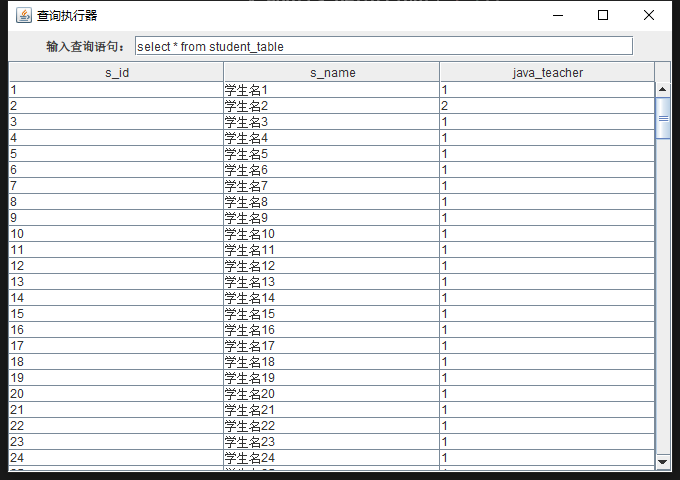 查询执行器
输入查询语句： select * from student_table
s_id s_name java_teacher
1 学生名1 1
2 学生名2 2
3 学生名3 1
4 学生名4 1
5 学生名5 1
6 学生名6 1
7 学生名7 1
8 学生名8 1
9 学生名9 1
10 学生名10 1
11 学生名11 1
12 学生名12 1
13 学生名13 1
14 学生名14 1
15 学生名15 1
16 学生名16 1
17 学生名17 1
18 学生名18 1
19 学生名19 1
20 学生名20 1
21 学生名21 1
22 学生名22 1
23 学生名23 1
24 学生名24 1